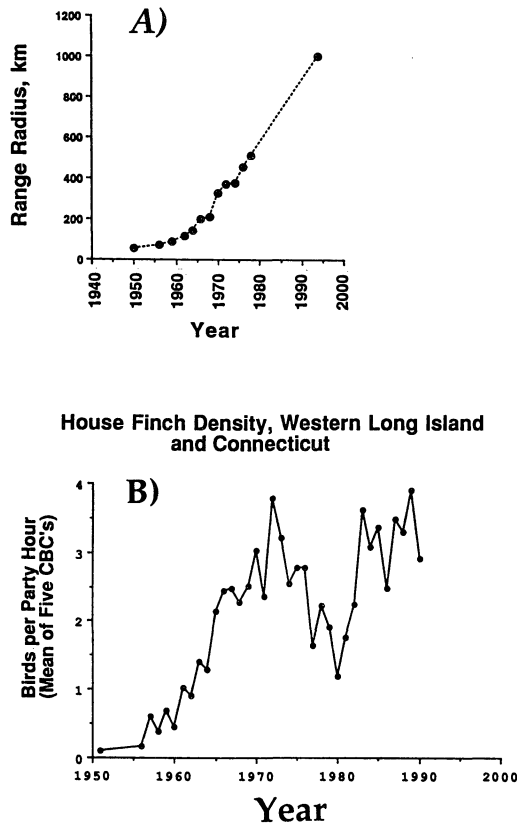 A)
1200
1000
800
600
400
200
0
Range Radius, km
1940
1950
1960
1970
1980
1990
2000
Year
House Finch Density, Western Long Island
and Connecticut
B)
4
3
2
1
0
Birds per Party Hour
(Mean of Five CBC's)
1950
1960
1970
1980
1990
2000
Year